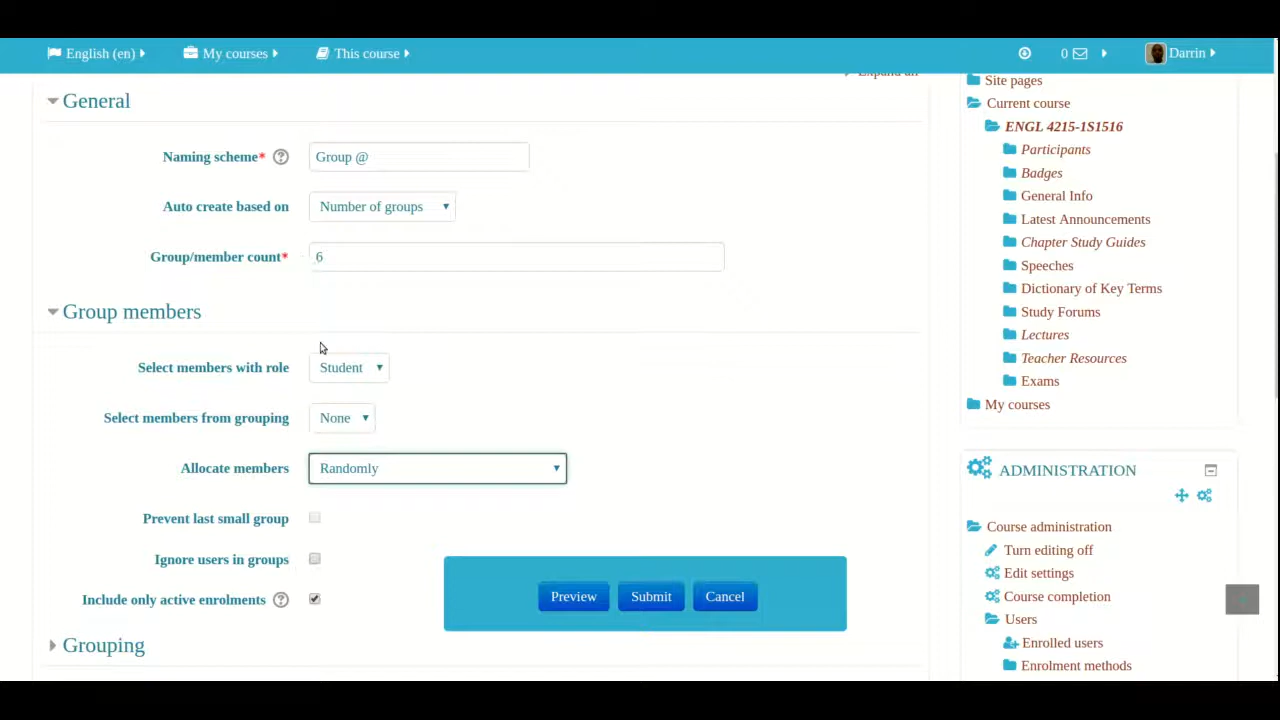 English (en) My courses This course 0 Darrin
Expand all
General
Naming scheme* Group @
Auto create based on Number of groups
Group/member count* 6
Group members
Select members with role Student
Select members from grouping None
Allocate members Randomly
Prevent last small group
Ignore users in groups
Include only active enrolments
Preview Submit Cancel
Grouping
Site pages
Current course
ENGL 4215-1S1516
Participants
Badges
General Info
Latest Announcements
Chapter Study Guides
Speeches
Dictionary of Key Terms
Study Forums
Lectures
Teacher Resources
Exams
My courses
ADMINISTRATION
Course administration
Turn editing off
Edit settings
Course completion
Users
Enrolled users
Enrolment methods